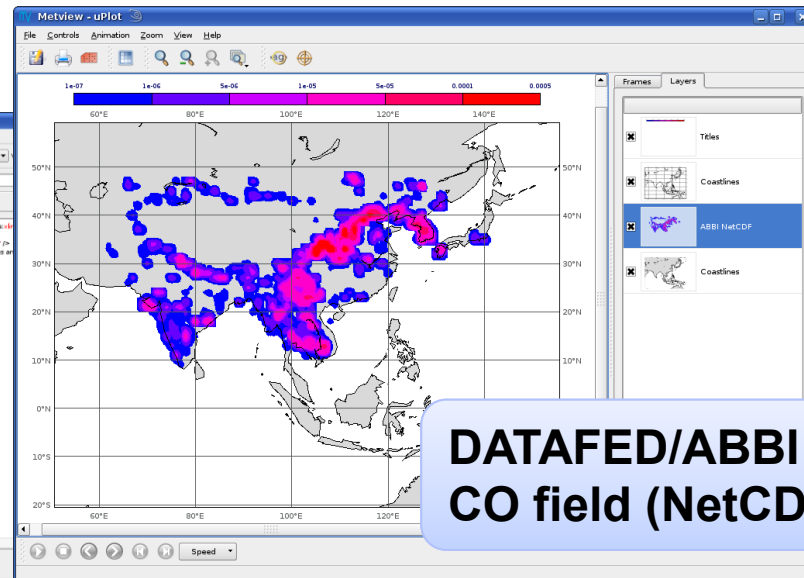 Metview - uPlot
File Controls Animation Zoom View Help
Frames Layers
1e-07 1e-06 5e-06 1e-05 5e-05 0.0001 0.0005
60°E 80°E 100°E 120°E 140°E
Titles
50°N 50°N
Coastlines
40°N 40°N
ABBI NetCDF
30°N 30°N
Coastlines
20°N 20°N
10°N 10°N
0°N
10°S
20°S
60°E 80°E 100°E 120°E
DATAFED/ABBI
CO field (NetCD
Speed